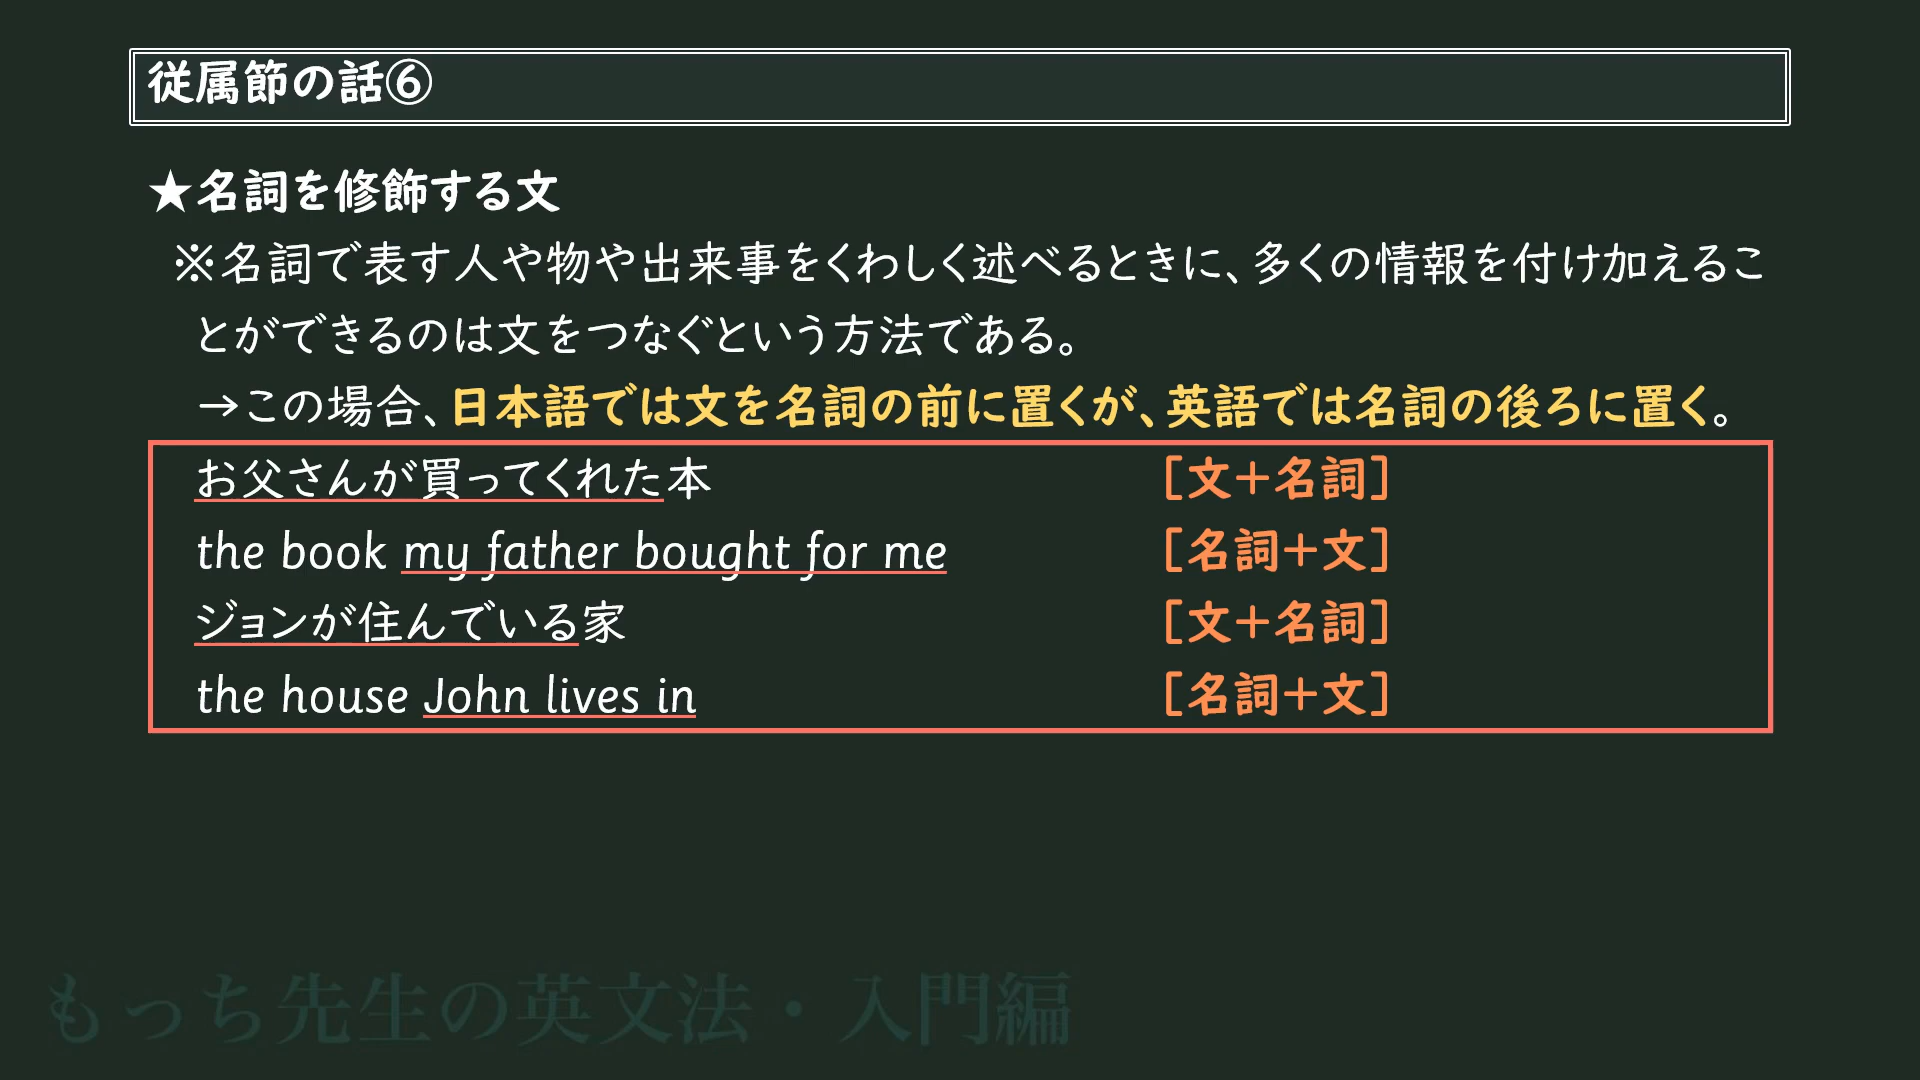 従属節の話⑥
★名詞を修飾する文
※名詞で表す人や物や出来事をくわしく述べるときに、多くの情報を付け加えるこ
とができるのは文をつなぐという方法である。
→この場合、日本語では文を名詞の前に置くが、英語では名詞の後ろに置く。
お父さんが買ってくれた本 [文+名詞]
the book my father bought for me [名詞+文]
ジョンが住んでいる家 [文+名詞]
the house John lives in [名詞+文]
もっち先生の英文法・入門編